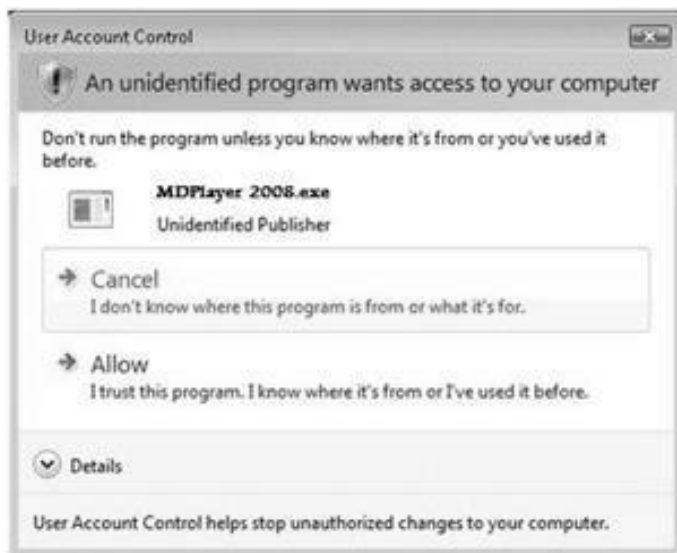 User Account Control
An unidentified program wants access to your computer
Don't run the program unless you know where it's from or you've used it
before.
MDPlayer 2008.exe
Unidentified Publisher
Cancel
I don't know where this program is from or what it's for.
Allow
I trust this program. I know where it's from or I've used it before.
Details
User Account Control helps stop unauthorized changes to your computer.